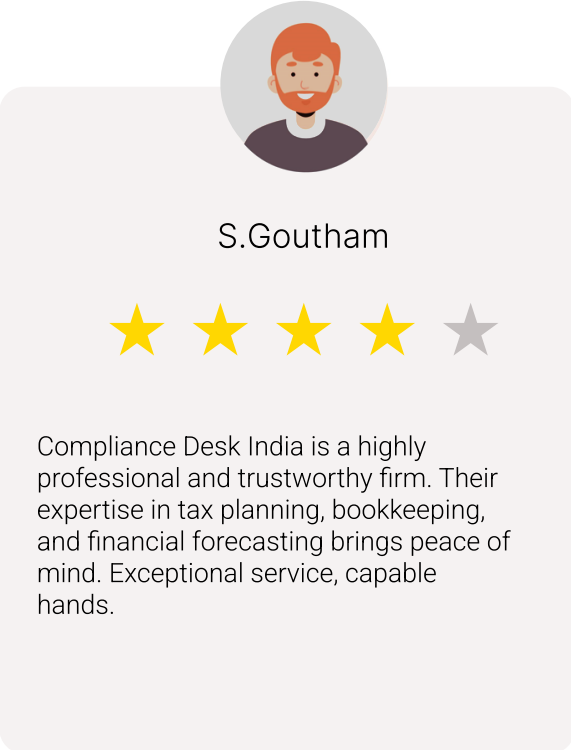 S.Goutham
Compliance Desk India is a highly
professional and trustworthy firm. Their
expertise in tax planning, bookkeeping,
and financial forecasting brings peace of
mind. Exceptional service, capable
hands.